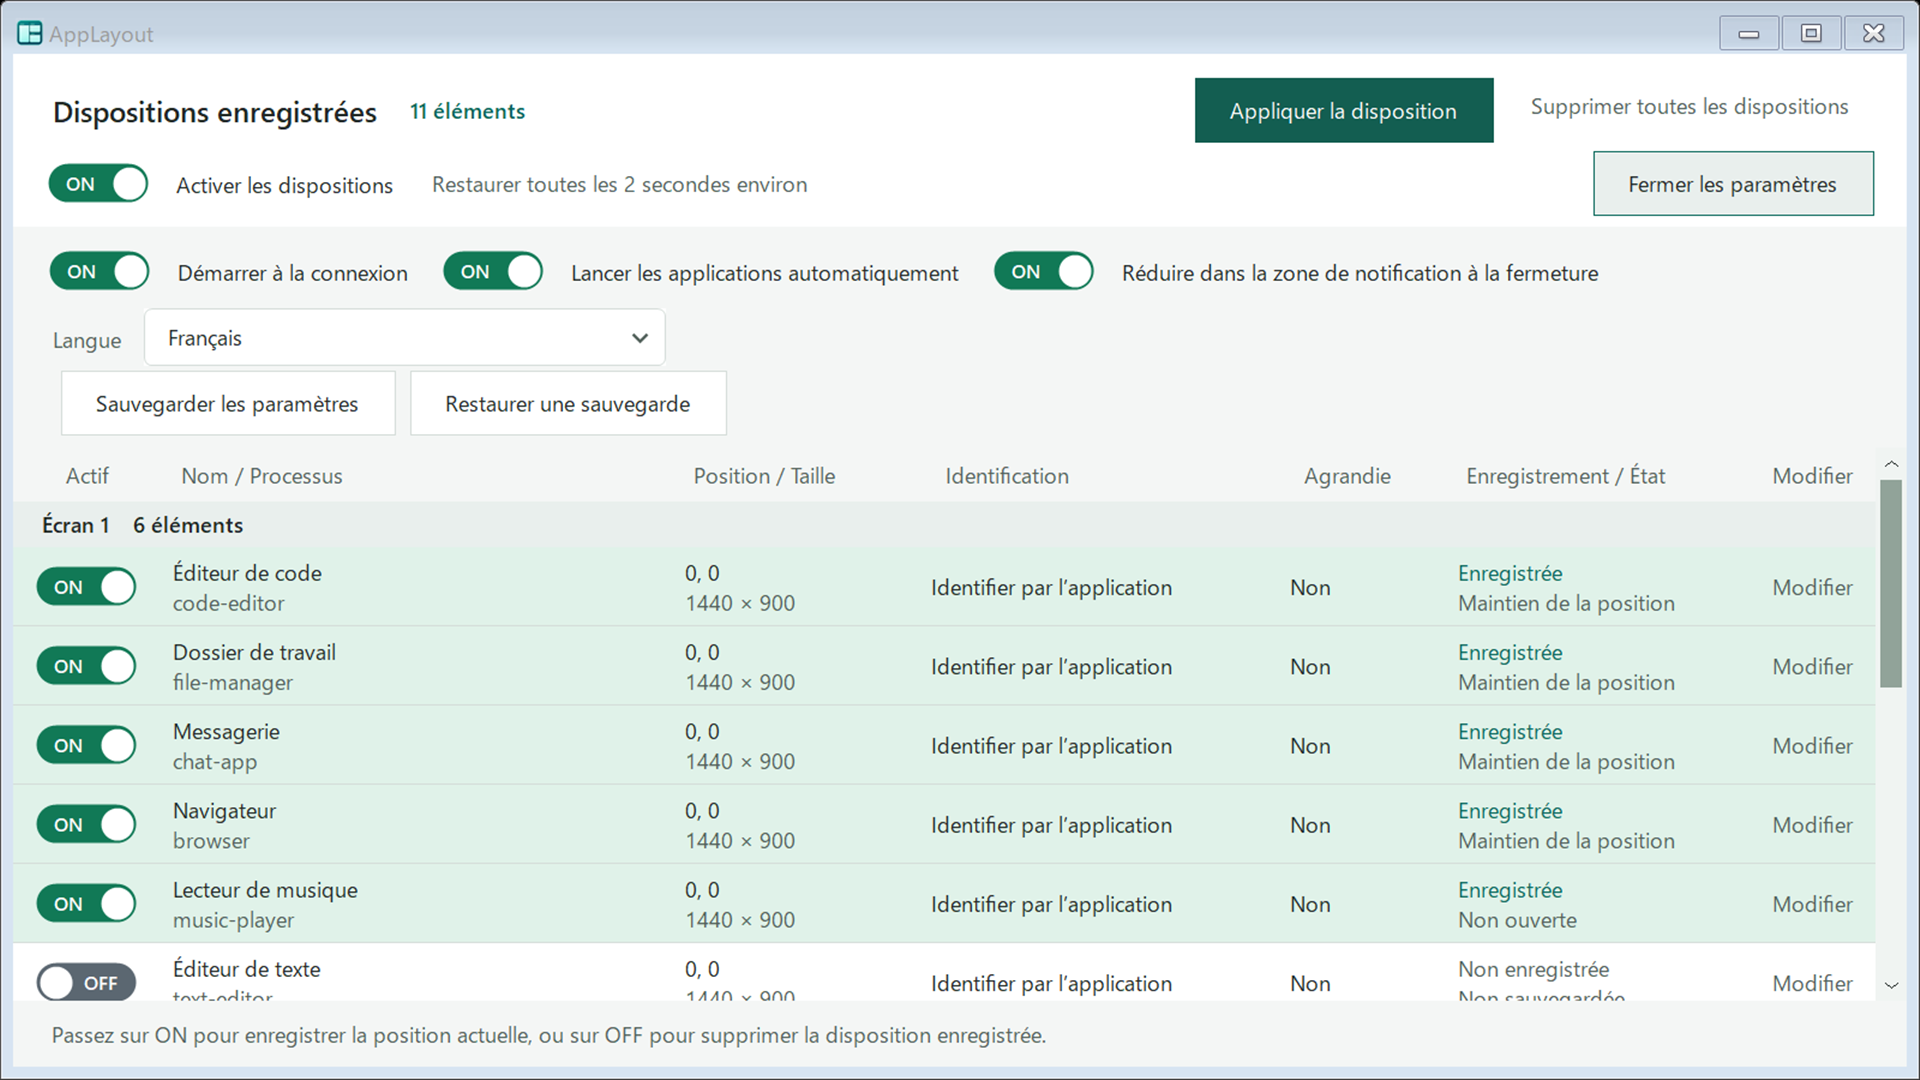 AppLayout
Dispositions enregistrées 11 éléments
Appliquer la disposition
Supprimer toutes les dispositions
ON Activer les dispositions Restaurer toutes les 2 secondes environ
Fermer les paramètres
ON Démarrer à la connexion ON Lancer les applications automatiquement ON Réduire dans la zone de notification à la fermeture
Langue Français
Sauvegarder les paramètres Restaurer une sauvegarde
Actif Nom / Processus Position / Taille Identification Agrandie Enregistrement / État Modifier
Écran 1 6 éléments
ON Éditeur de code 0, 0 Identifier par l’application Non Enregistrée Modifier
code-editor 1440 × 900 Maintien de la position
ON Dossier de travail 0, 0 Identifier par l’application Non Enregistrée Modifier
file-manager 1440 × 900 Maintien de la position
ON Messagerie 0, 0 Identifier par l’application Non Enregistrée Modifier
chat-app 1440 × 900 Maintien de la position
ON Navigateur 0, 0 Identifier par l’application Non Enregistrée Modifier
browser 1440 × 900 Maintien de la position
ON Lecteur de musique 0, 0 Identifier par l’application Non Enregistrée Modifier
music-player 1440 × 900 Non ouverte
OFF Éditeur de texte 0, 0 Identifier par l’application Non Non enregistrée Modifier
text-editor 1440 × 900 Non sauvegardée
Passez sur ON pour enregistrer la position actuelle, ou sur OFF pour supprimer la disposition enregistrée.